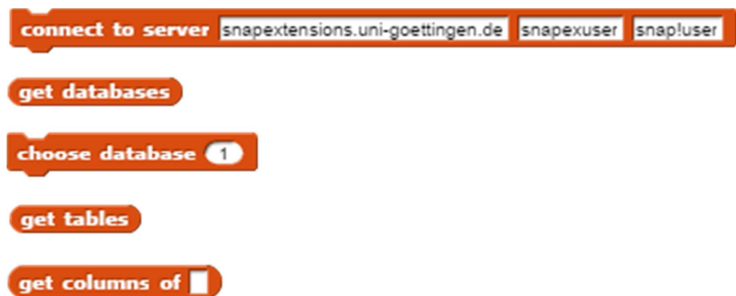 connect to server snapextensions.uni-goettingen.de snapexuser snap!user
get databases
choose database 1
get tables
get columns of